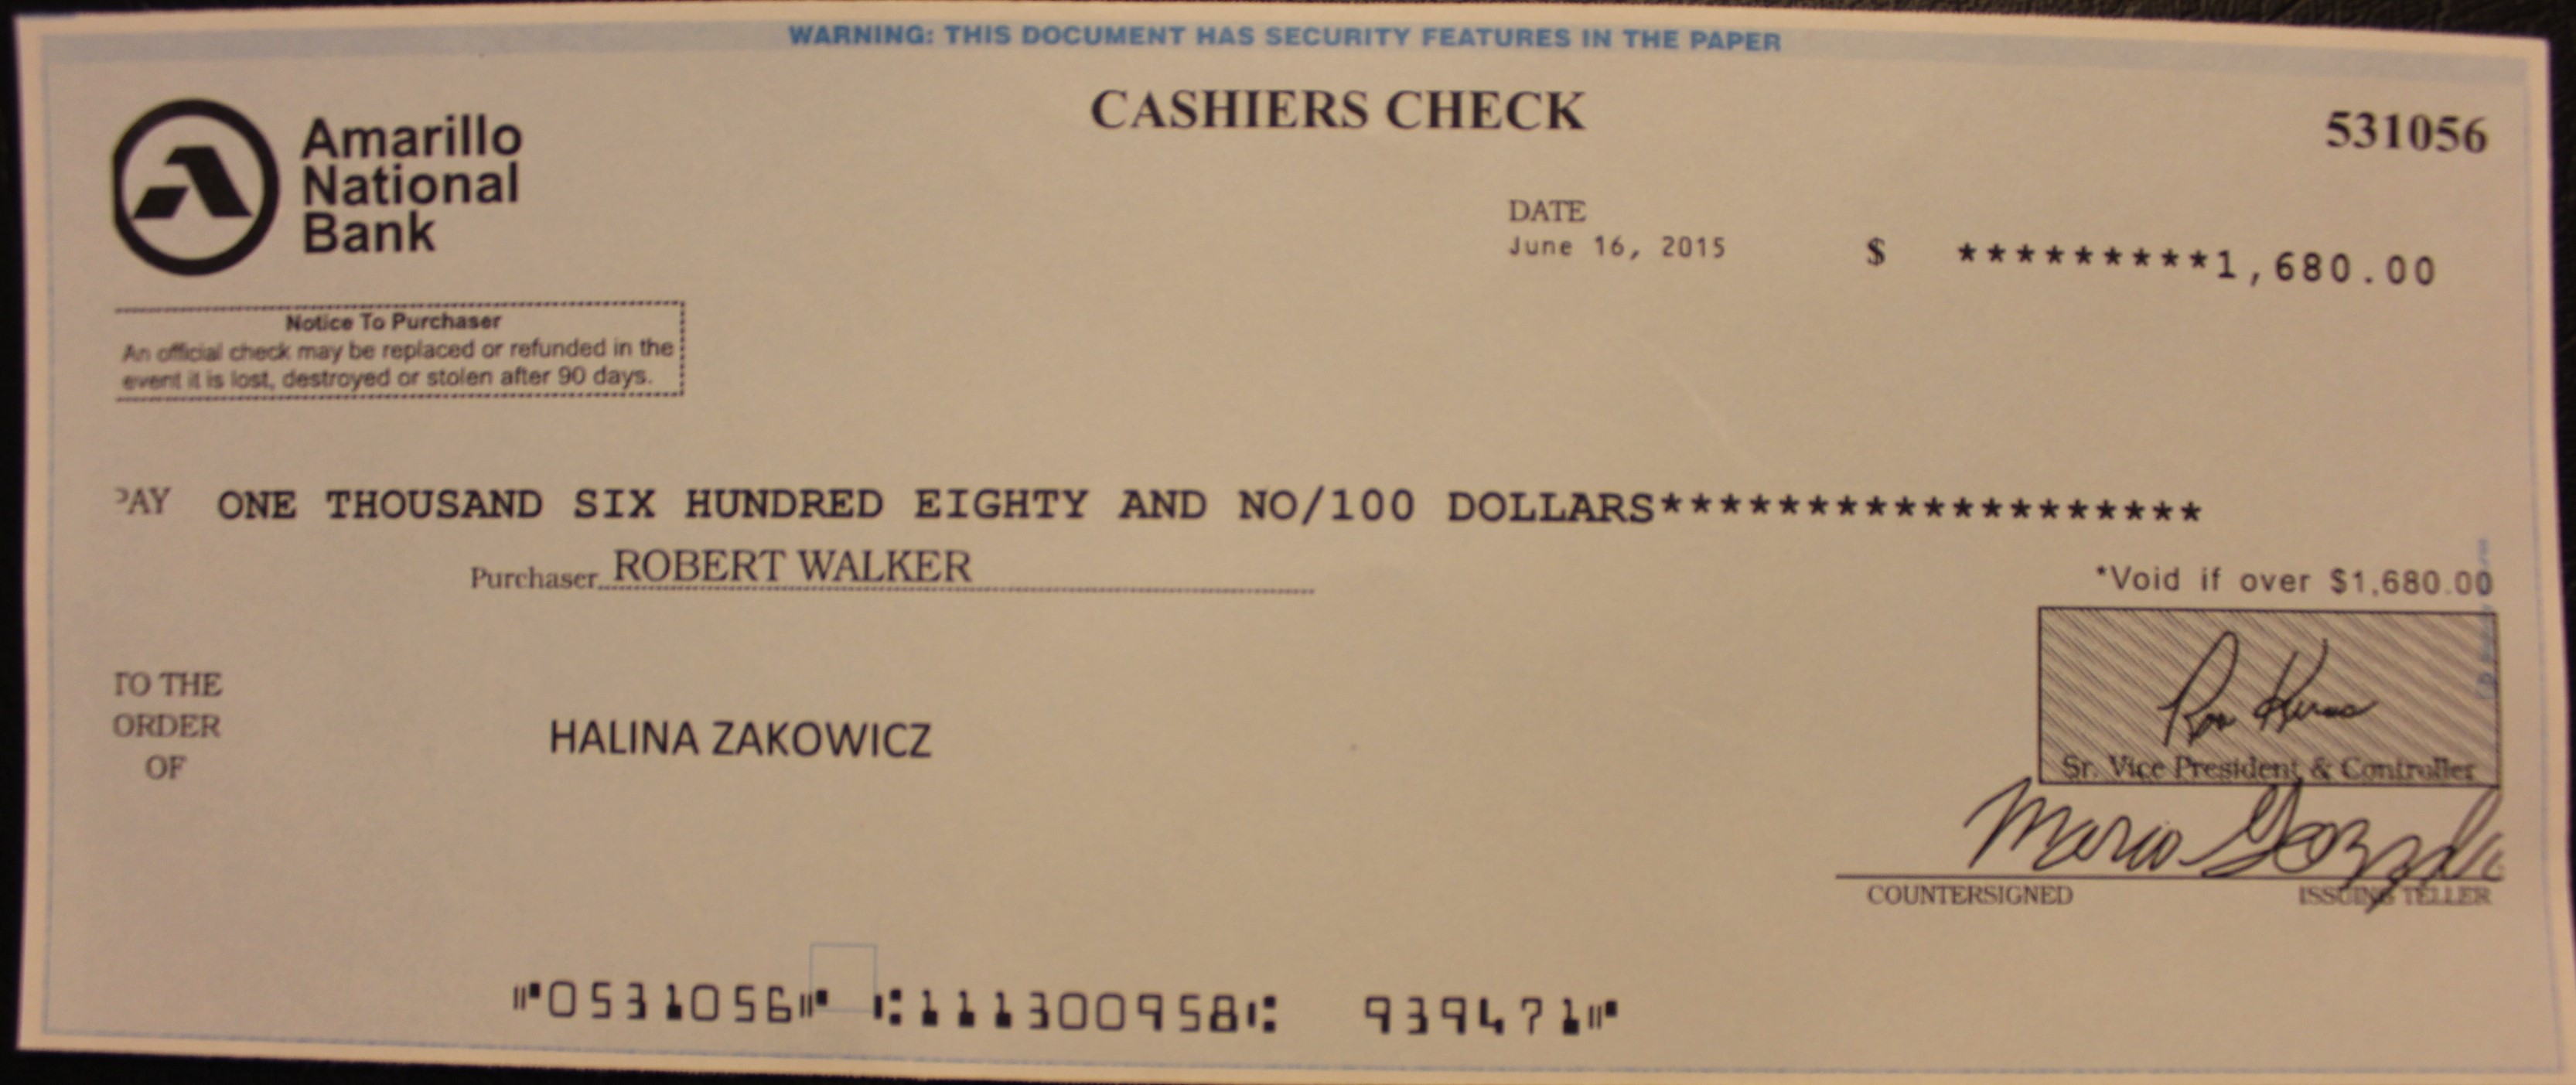 WARNING: THIS DOCUMENT HAS SECURITY FEATURES IN THE PAPER
CASHIERS CHECK
531056
Amarillo
National
Bank
DATE
June 16, 2015
$ *********1,680.00
Notice To Purchaser
An official check may be replaced or refunded in the
event it is lost, destroyed or stolen after 90 days.
PAY ONE THOUSAND SIX HUNDRED EIGHTY AND NO/100 DOLLARS*******************
Purchaser ROBERT WALKER
*Void if over $1,680.00
TO THE
ORDER
OF
HALINA ZAKOWICZ
Sr. Vice President & Controller
Mario
COUNTERSIGNED ISSUING TELLER
⑈0531056⑈ ⑆111300958⑆ 939471⑈